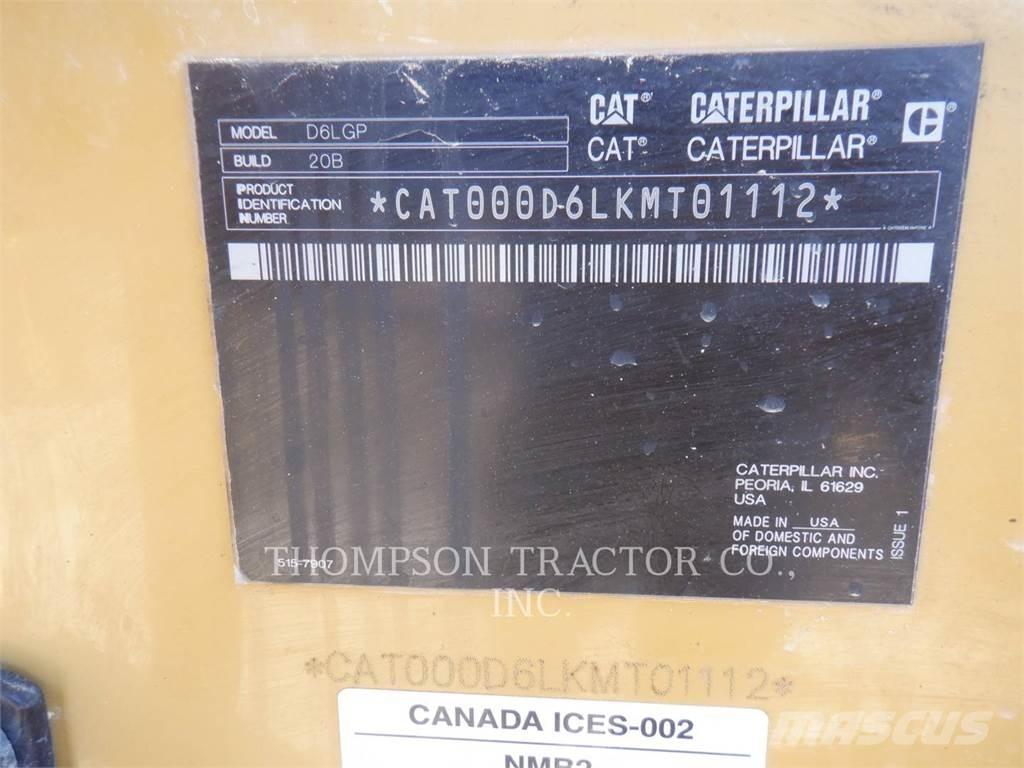 CAT® CATERPILLAR®
CAT® CATERPILLAR®
MODEL D6LGP
BUILD 20B
PRODUCT
IDENTIFICATION
NUMBER
*CAT000D6LKMT01112*
CATERPILLAR INC.
PEORIA, IL 61629
USA
MADE IN USA
OF DOMESTIC AND
FOREIGN COMPONENTS
ISSUE 1
515-7907
THOMPSON TRACTOR CO.,
INC.
*CAT000D6LKMT01112*
CANADA ICES-002
NMB2
MASCUS